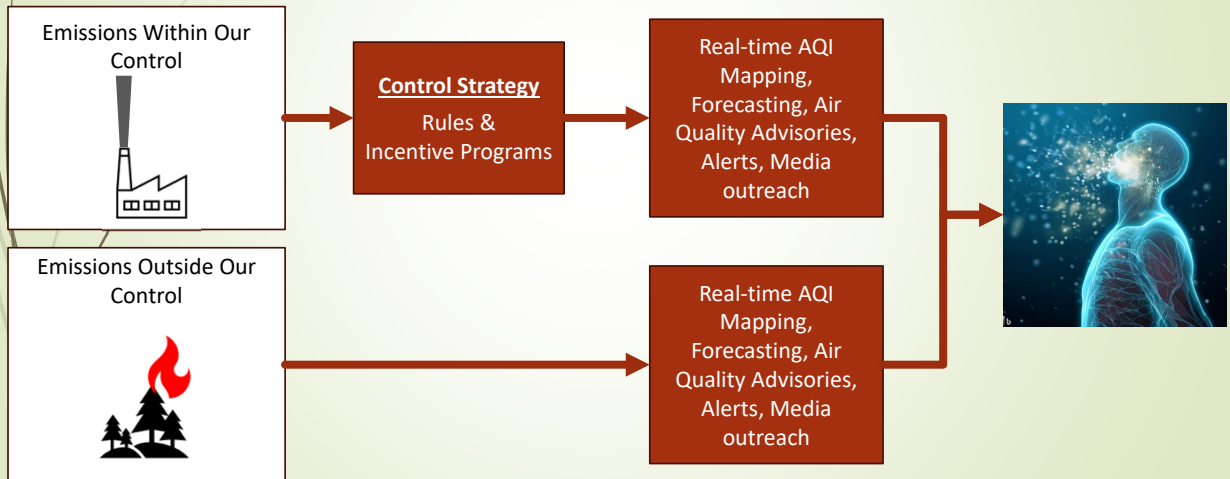 Emissions Within Our
Control
Control Strategy
Rules &
Incentive Programs
Real-time AQI
Mapping,
Forecasting, Air
Quality Advisories,
Alerts, Media
outreach
Emissions Outside Our
Control
Real-time AQI
Mapping,
Forecasting, Air
Quality Advisories,
Alerts, Media
outreach